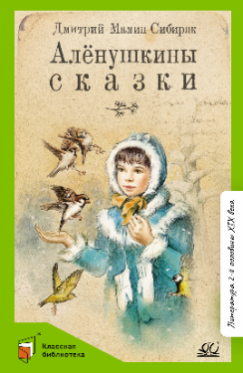 Дмитрий Мамин-Сибиряк
Алёнушкины
сказки
Литература 2-й половины XIX века
Классная
библиотека